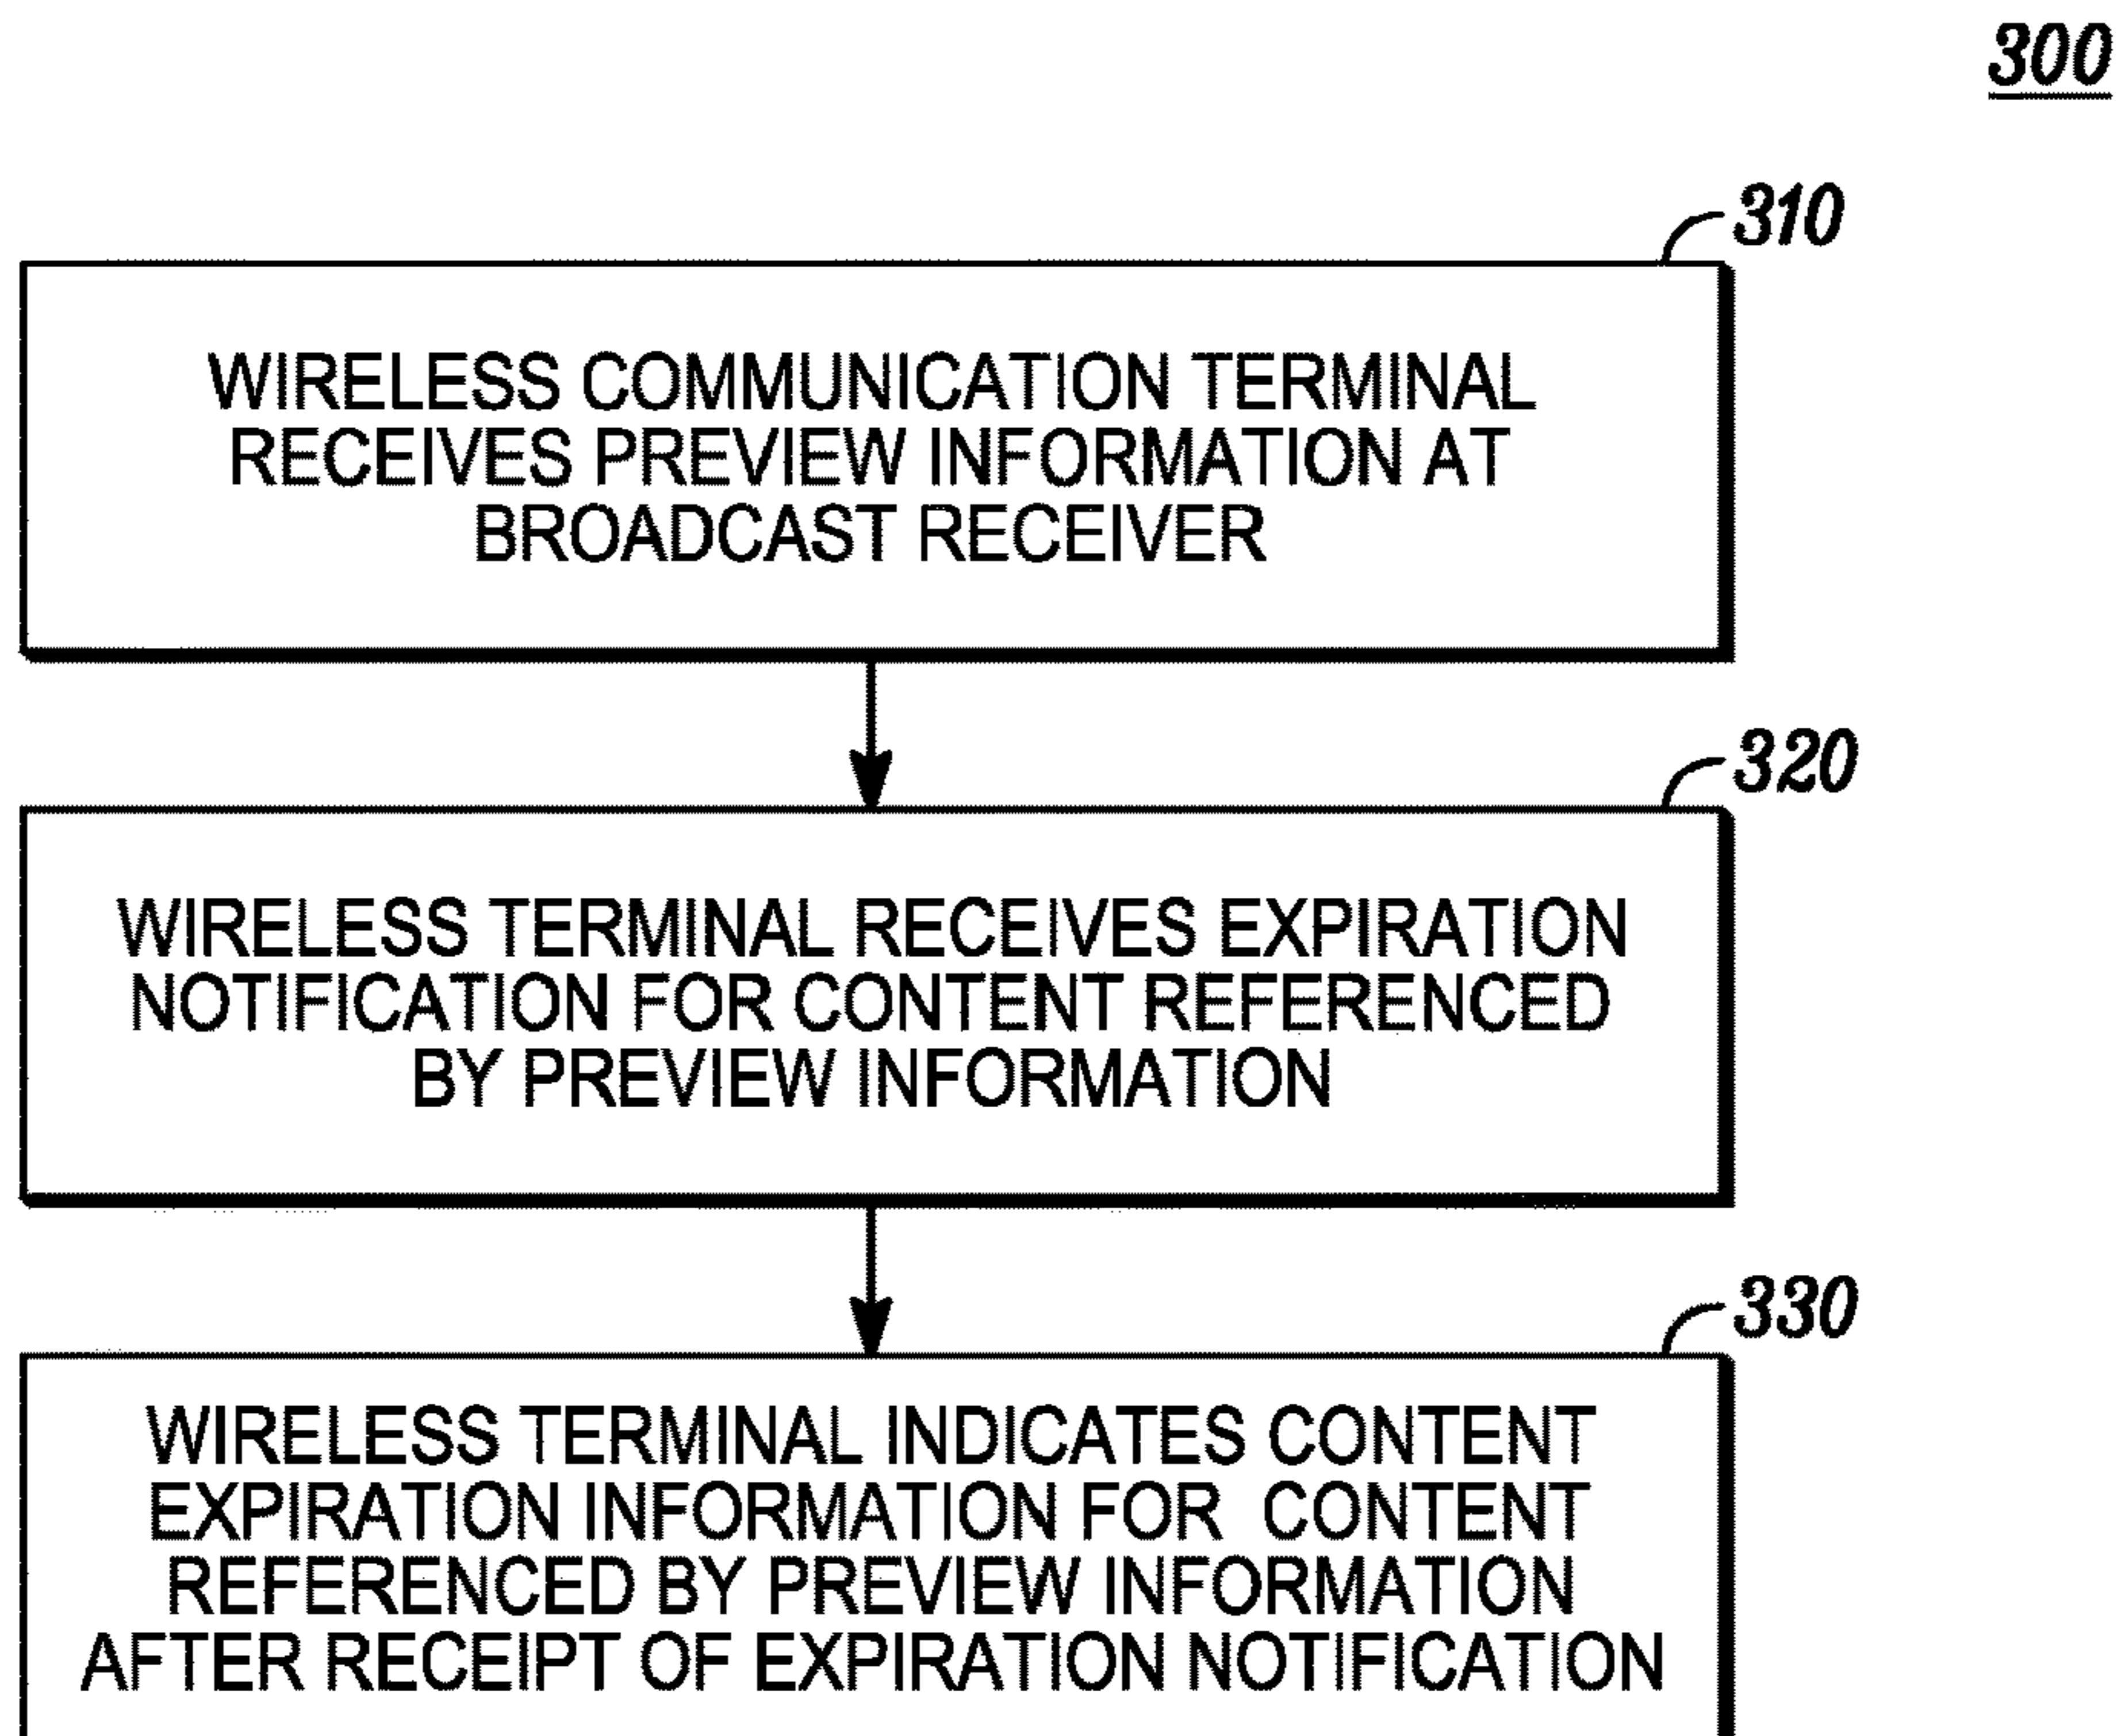 300
310
WIRELESS COMMUNICATION TERMINAL
RECEIVES PREVIEW INFORMATION AT
BROADCAST RECEIVER
320
WIRELESS TERMINAL RECEIVES EXPIRATION
NOTIFICATION FOR CONTENT REFERENCED
BY PREVIEW INFORMATION
330
WIRELESS TERMINAL INDICATES CONTENT
EXPIRATION INFORMATION FOR CONTENT
REFERENCED BY PREVIEW INFORMATION
AFTER RECEIPT OF EXPIRATION NOTIFICATION